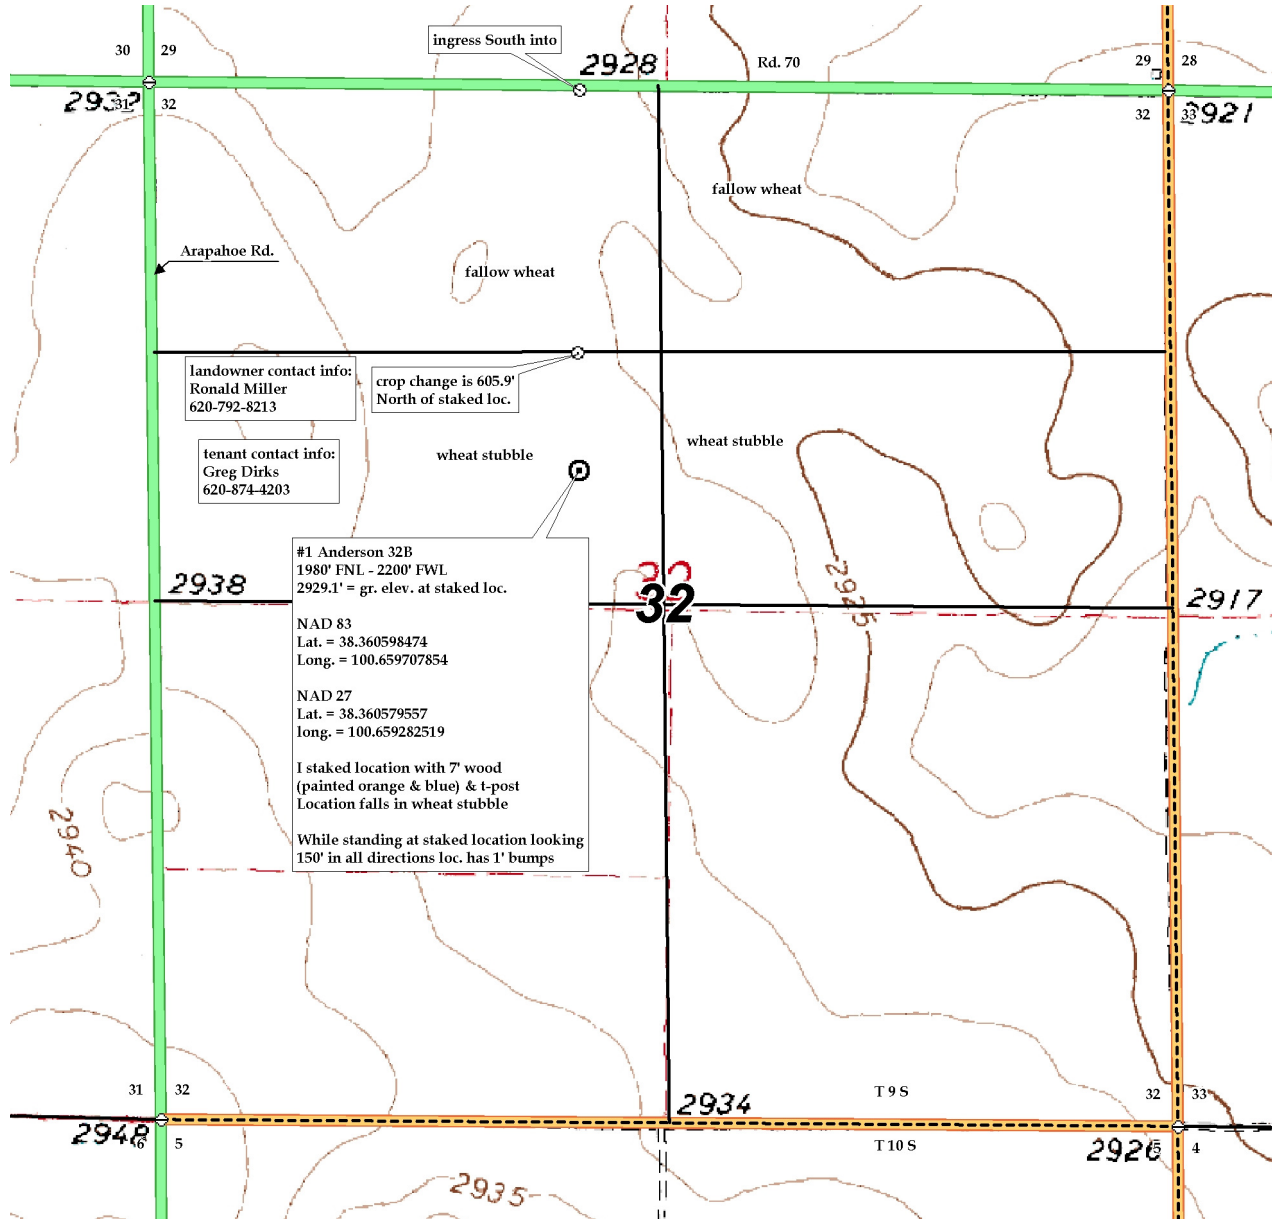 ingress South into
30
29
2928
Rd. 70
29
28
2932
31
32
32
33
2921
fallow wheat
Arapahoe Rd.
fallow wheat
landowner contact info:
Ronald Miller
620-792-8213
crop change is 605.9'
North of staked loc.
tenant contact info:
Greg Dirks
620-874-4203
wheat stubble
wheat stubble
#1 Anderson 32B
1980' FNL - 2200' FWL
2929.1' = gr. elev. at staked loc.
NAD 83
Lat. = 38.360598474
Long. = 100.659707854
NAD 27
Lat. = 38.360579557
long. = 100.659282519
I staked location with 7' wood
(painted orange & blue) & t-post
Location falls in wheat stubble
While standing at staked location looking
150' in all directions loc. has 1' bumps
2938
32
2925
2917
2940
31
32
T 9 S
32
33
2934
2948
6
5
T 10 S
2926
5
4
2935